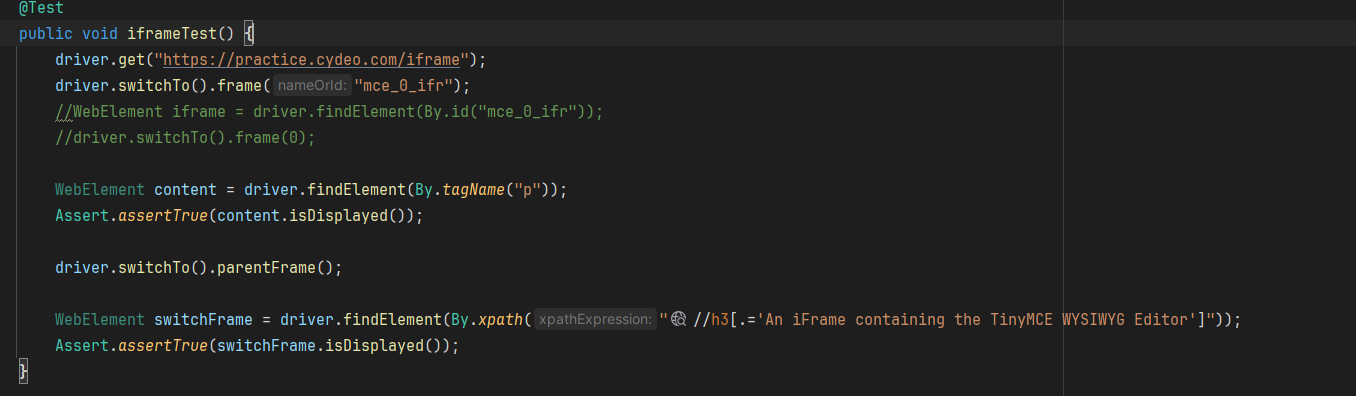 @Test
public void iframeTest() {
driver.get("https://practice.cydeo.com/iframe");
driver.switchTo().frame( nameOrId: "mce_0_ifr");
//WebElement iframe = driver.findElement(By.id("mce_0_ifr"));
//driver.switchTo().frame(0);
WebElement content = driver.findElement(By.tagName("p"));
Assert.assertTrue(content.isDisplayed());
driver.switchTo().parentFrame();
WebElement switchFrame = driver.findElement(By.xpath( xpathExpression: "//h3[.='An iFrame containing the TinyMCE WYSIWYG Editor']"));
Assert.assertTrue(switchFrame.isDisplayed());
}